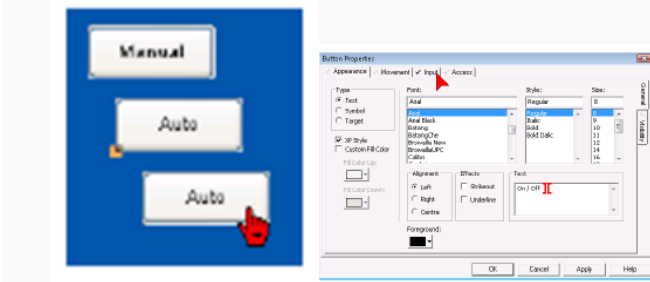 Manual
Auto
Auto
Button Properties
Appearance Movement Input Access
Type
Text
Symbol
Target
XP Style
Custom Fill Color
Fill Color Up:
Fill Color Down:
Font:
Arial
Arial
Arial Black
Batang
BatangChe
Browallia New
BrowalliaUPC
Calibri
Style:
Regular
Regular
Italic
Bold
Bold Italic
Size:
8
8
9
10
11
12
14
16
Alignment
Left
Right
Centre
Effects
Strikeout
Underline
Text
On / Off
Foreground:
General
Visibility
OK Cancel Apply Help